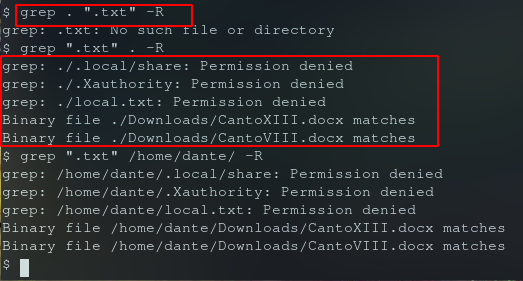 $ grep . ".txt" -R
grep: .txt: No such file or directory
$ grep ".txt" . -R
grep: ./.local/share: Permission denied
grep: ./.Xauthority: Permission denied
grep: ./local.txt: Permission denied
Binary file ./Downloads/CantoXIII.docx matches
Binary file ./Downloads/CantoVIII.docx matches
$ grep ".txt" /home/dante/ -R
grep: /home/dante/.local/share: Permission denied
grep: /home/dante/.Xauthority: Permission denied
grep: /home/dante/local.txt: Permission denied
Binary file /home/dante/Downloads/CantoXIII.docx matches
Binary file /home/dante/Downloads/CantoVIII.docx matches
$